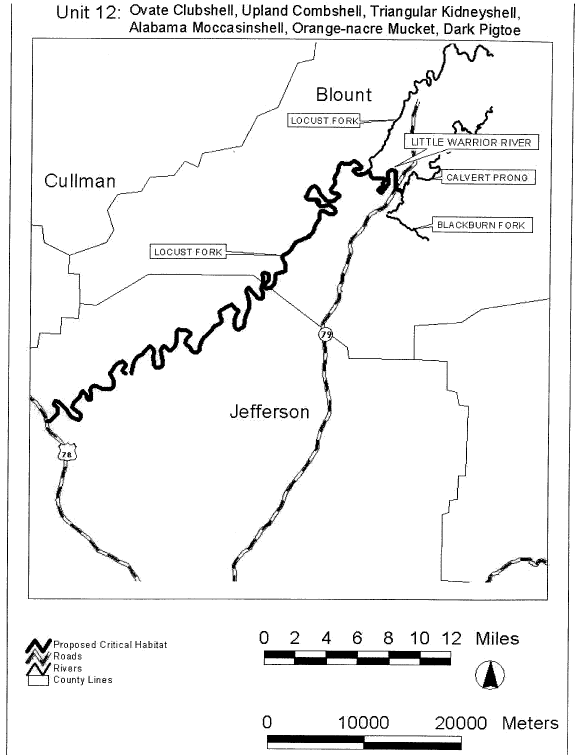 Unit 12: Ovate Clubshell, Upland Combshell, Triangular Kidneyshell,
Alabama Moccasinshell, Orange-nacre Mucket, Dark Pigtoe
Blount
LOCUST FORK
LITTLE WARRIOR RIVER
Cullman
CALVERT PRONG
BLACKBURN FORK
LOCUST FORK
79
Jefferson
78
Proposed Critical Habitat
Roads
Rivers
County Lines
0 2 4 6 8 10 12 Miles
0 10000 20000 Meters